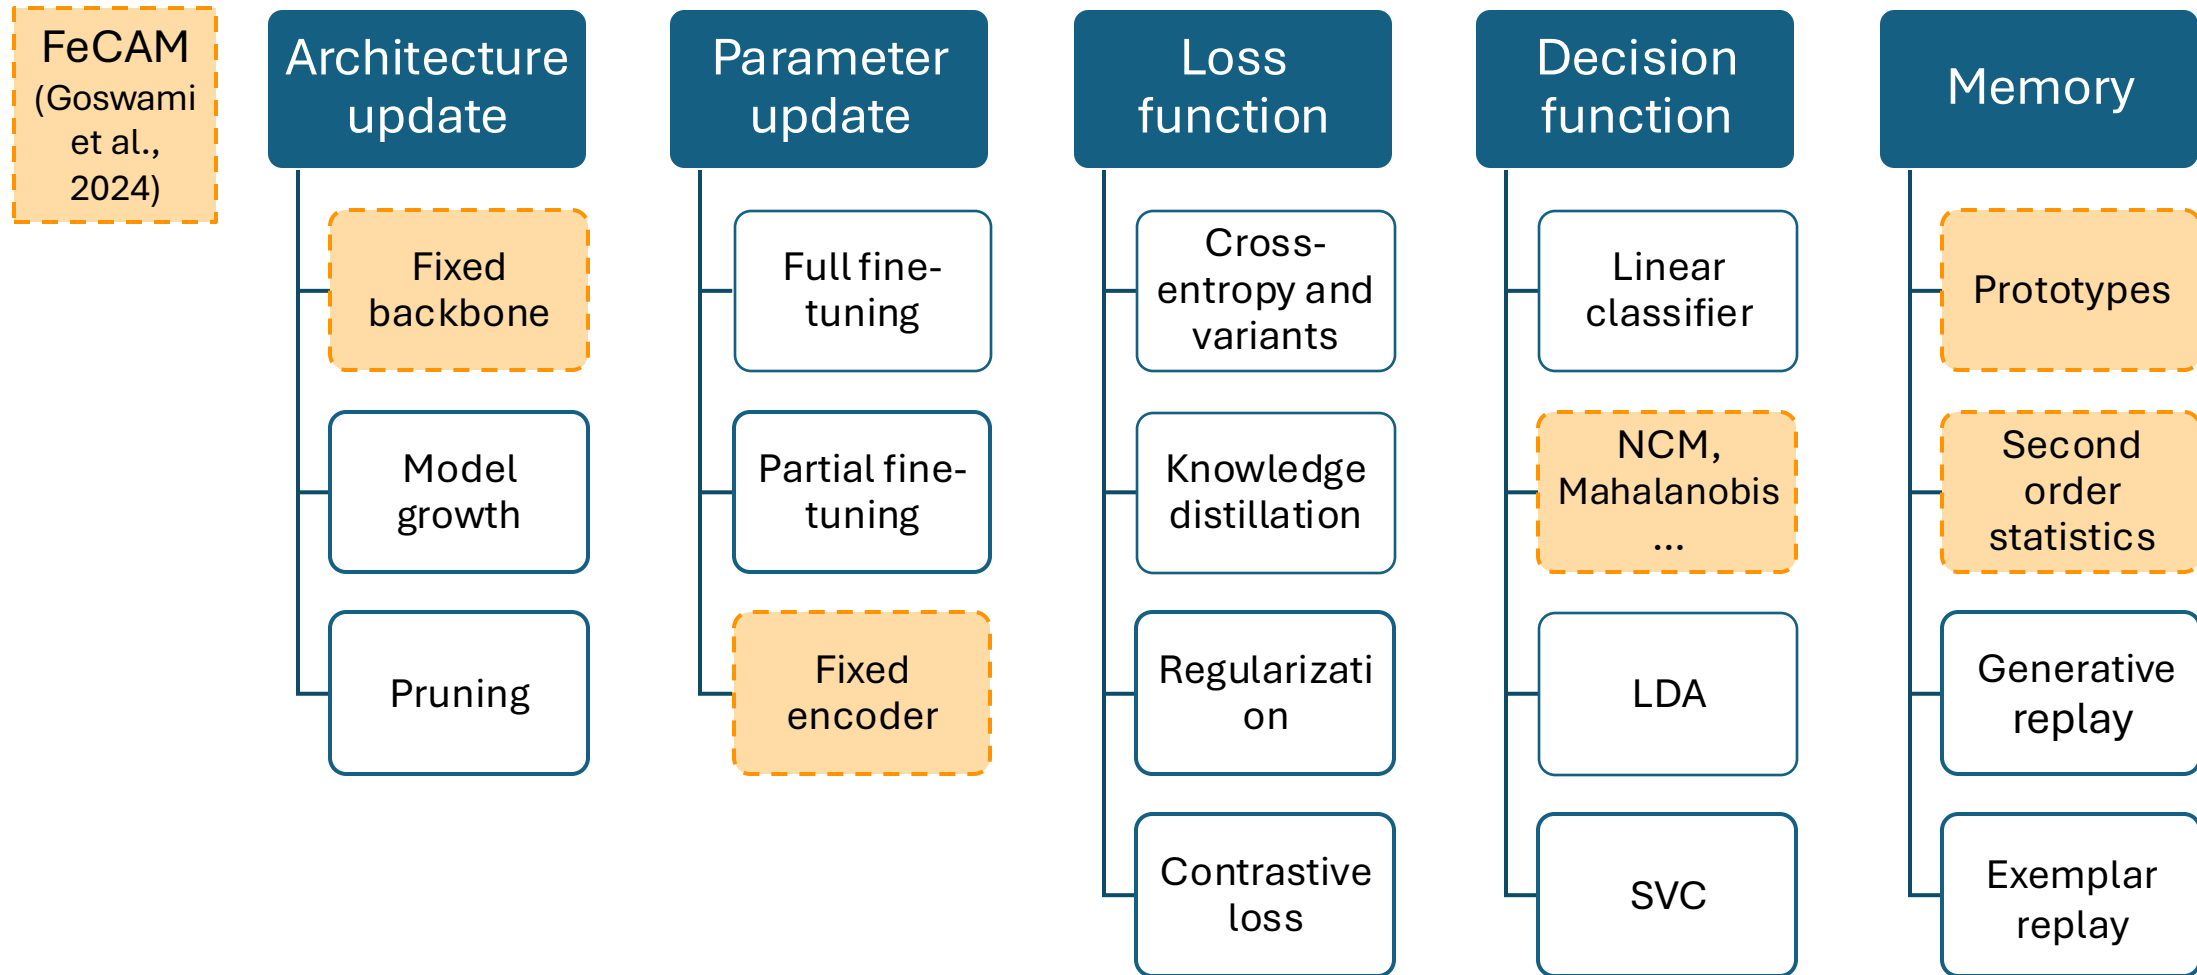 FeCAM
(Goswami
et al.,
2024)
Architecture
update
Fixed
backbone
Model
growth
Pruning
Parameter
update
Full fine-
tuning
Partial fine-
tuning
Fixed
encoder
Loss
function
Cross-
entropy and
variants
Knowledge
distillation
Regularizati
on
Contrastive
loss
Decision
function
Linear
classifier
NCM,
Mahalanobis
...
LDA
SVC
Memory
Prototypes
Second
order
statistics
Generative
replay
Exemplar
replay